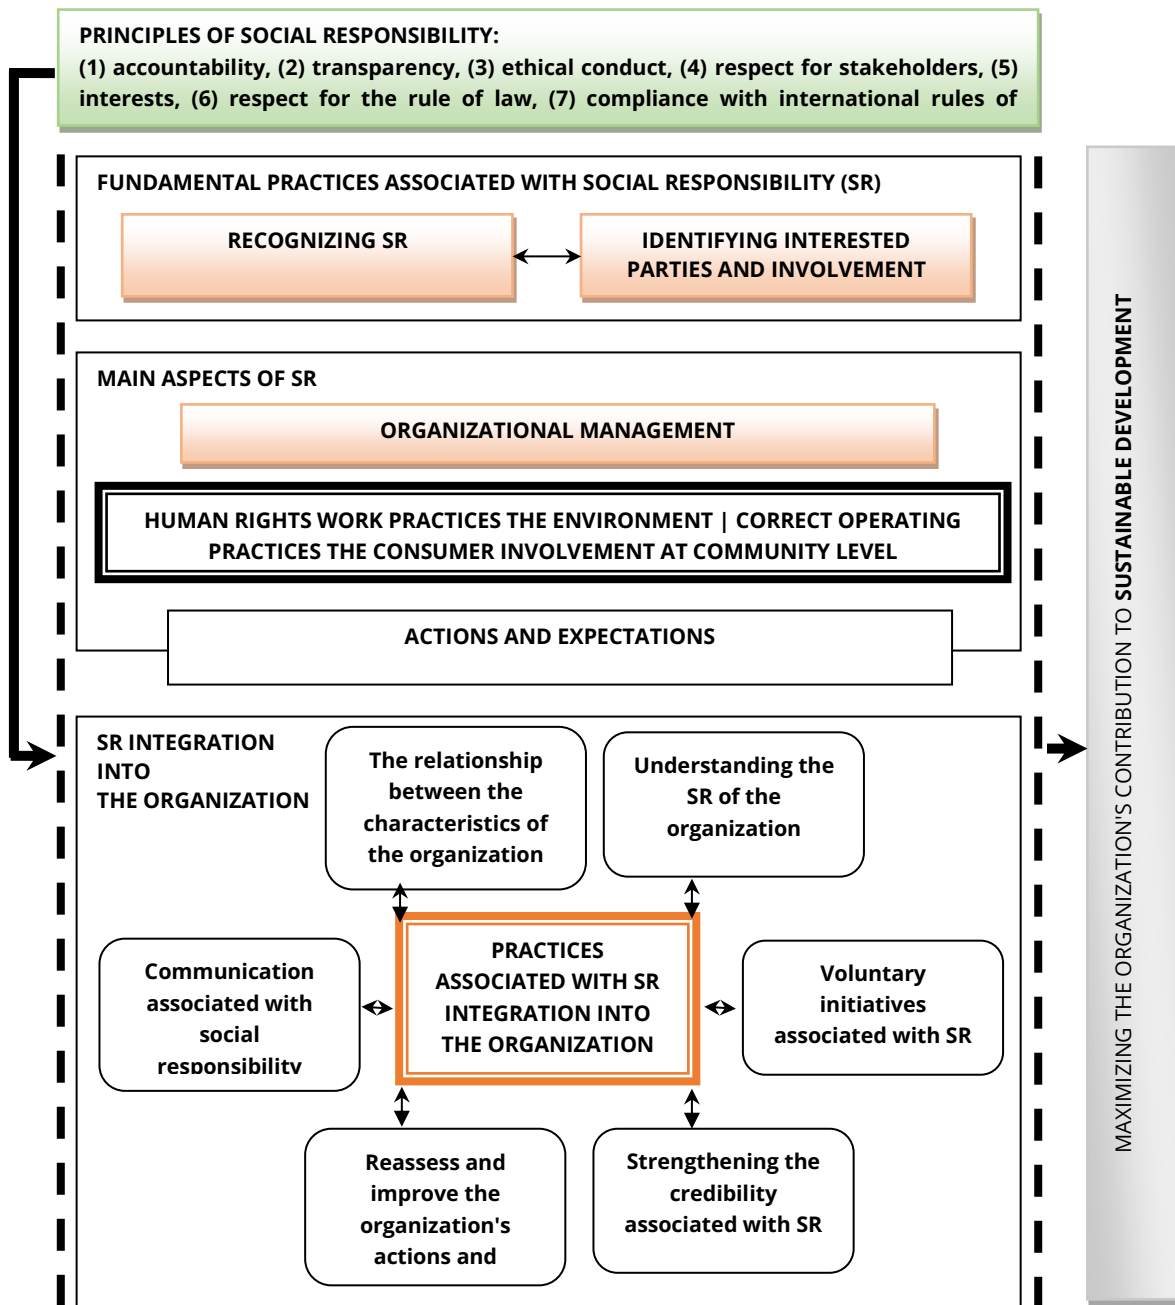 PRINCIPLES OF SOCIAL RESPONSIBILITY:
(1) accountability, (2) transparency, (3) ethical conduct, (4) respect for stakeholders, (5)
interests, (6) respect for the rule of law, (7) compliance with international rules of
FUNDAMENTAL PRACTICES ASSOCIATED WITH SOCIAL RESPONSIBILITY (SR)
RECOGNIZING SR
IDENTIFYING INTERESTED
PARTIES AND INVOLVEMENT
MAIN ASPECTS OF SR
ORGANIZATIONAL MANAGEMENT
HUMAN RIGHTS WORK PRACTICES THE ENVIRONMENT | CORRECT OPERATING
PRACTICES THE CONSUMER INVOLVEMENT AT COMMUNITY LEVEL
ACTIONS AND EXPECTATIONS
SR INTEGRATION
INTO
THE ORGANIZATION
The relationship
between the
characteristics of
the organization
Understanding the
SR of the
organization
Communication
associated with
social
responsibility
PRACTICES
ASSOCIATED WITH SR
INTEGRATION INTO
THE ORGANIZATION
Voluntary
initiatives
associated with SR
Reassess and
improve the
organization's
actions and
Strengthening the
credibility
associated with SR
MAXIMIZING THE ORGANIZATION'S CONTRIBUTION TO SUSTAINABLE DEVELOPMENT